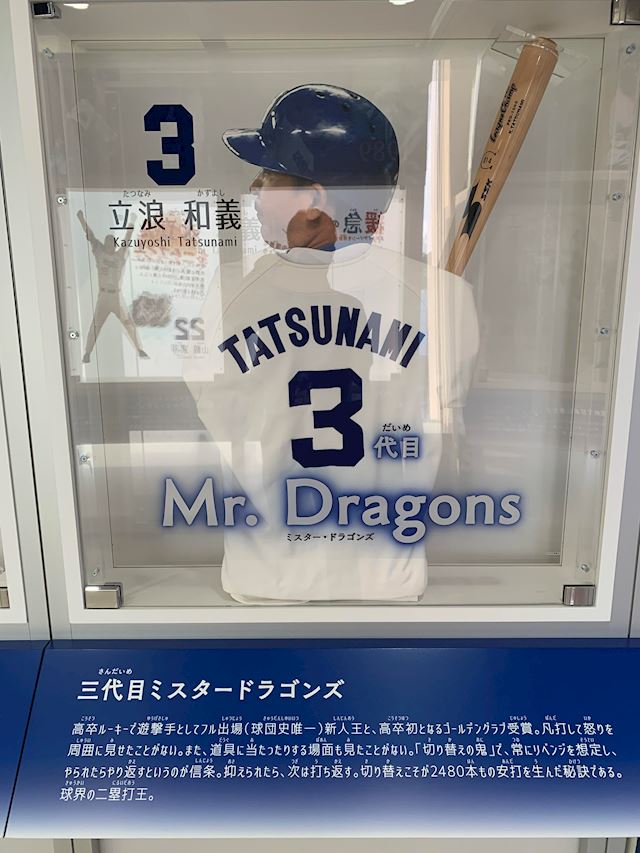 3
たつなみ かずよし
立浪 和義
Kazuyoshi Tatsunami
TATSUNAMI
3
だいめ
代目
Mr. Dragons
ミスター・ドラゴンズ
SSK
22
さんだいめ
三代目ミスタードラゴンズ
高卒ルーキーで遊撃手としてフル出場(球団史唯一)新人王と、高卒初となるゴールデングラブ受賞。凡打して怒りを
周囲に見せたことがない。また、道具に当たったりする場面も見たことがない。「切り替えの鬼」で、常にリベンジを想定し、
やられたらやり返すというのが信条。抑えられたら、次は打ち返す。切り替えこそが2480本もの安打を生んだ秘訣である。
球界の二塁打王。